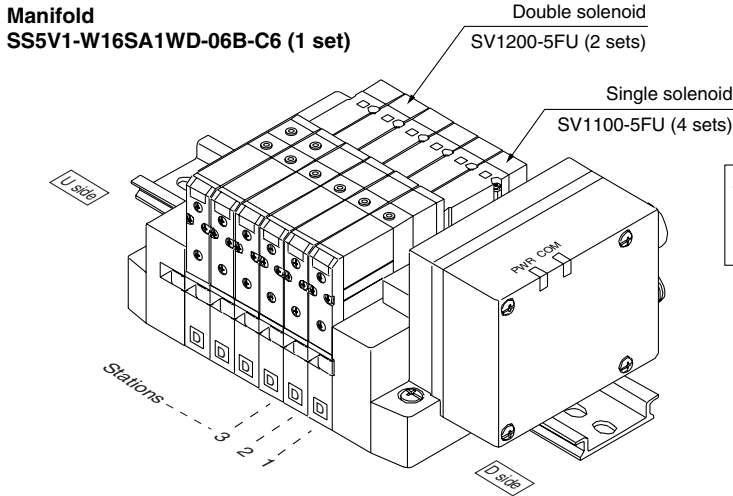 Manifold
SS5V1-W16SA1WD-06B-C6 (1 set)
Double solenoid
SV1200-5FU (2 sets)
Single solenoid
SV1100-5FU (4 sets)
U side
PWR COM
D D D D D D
Stations
3
2
1
D side